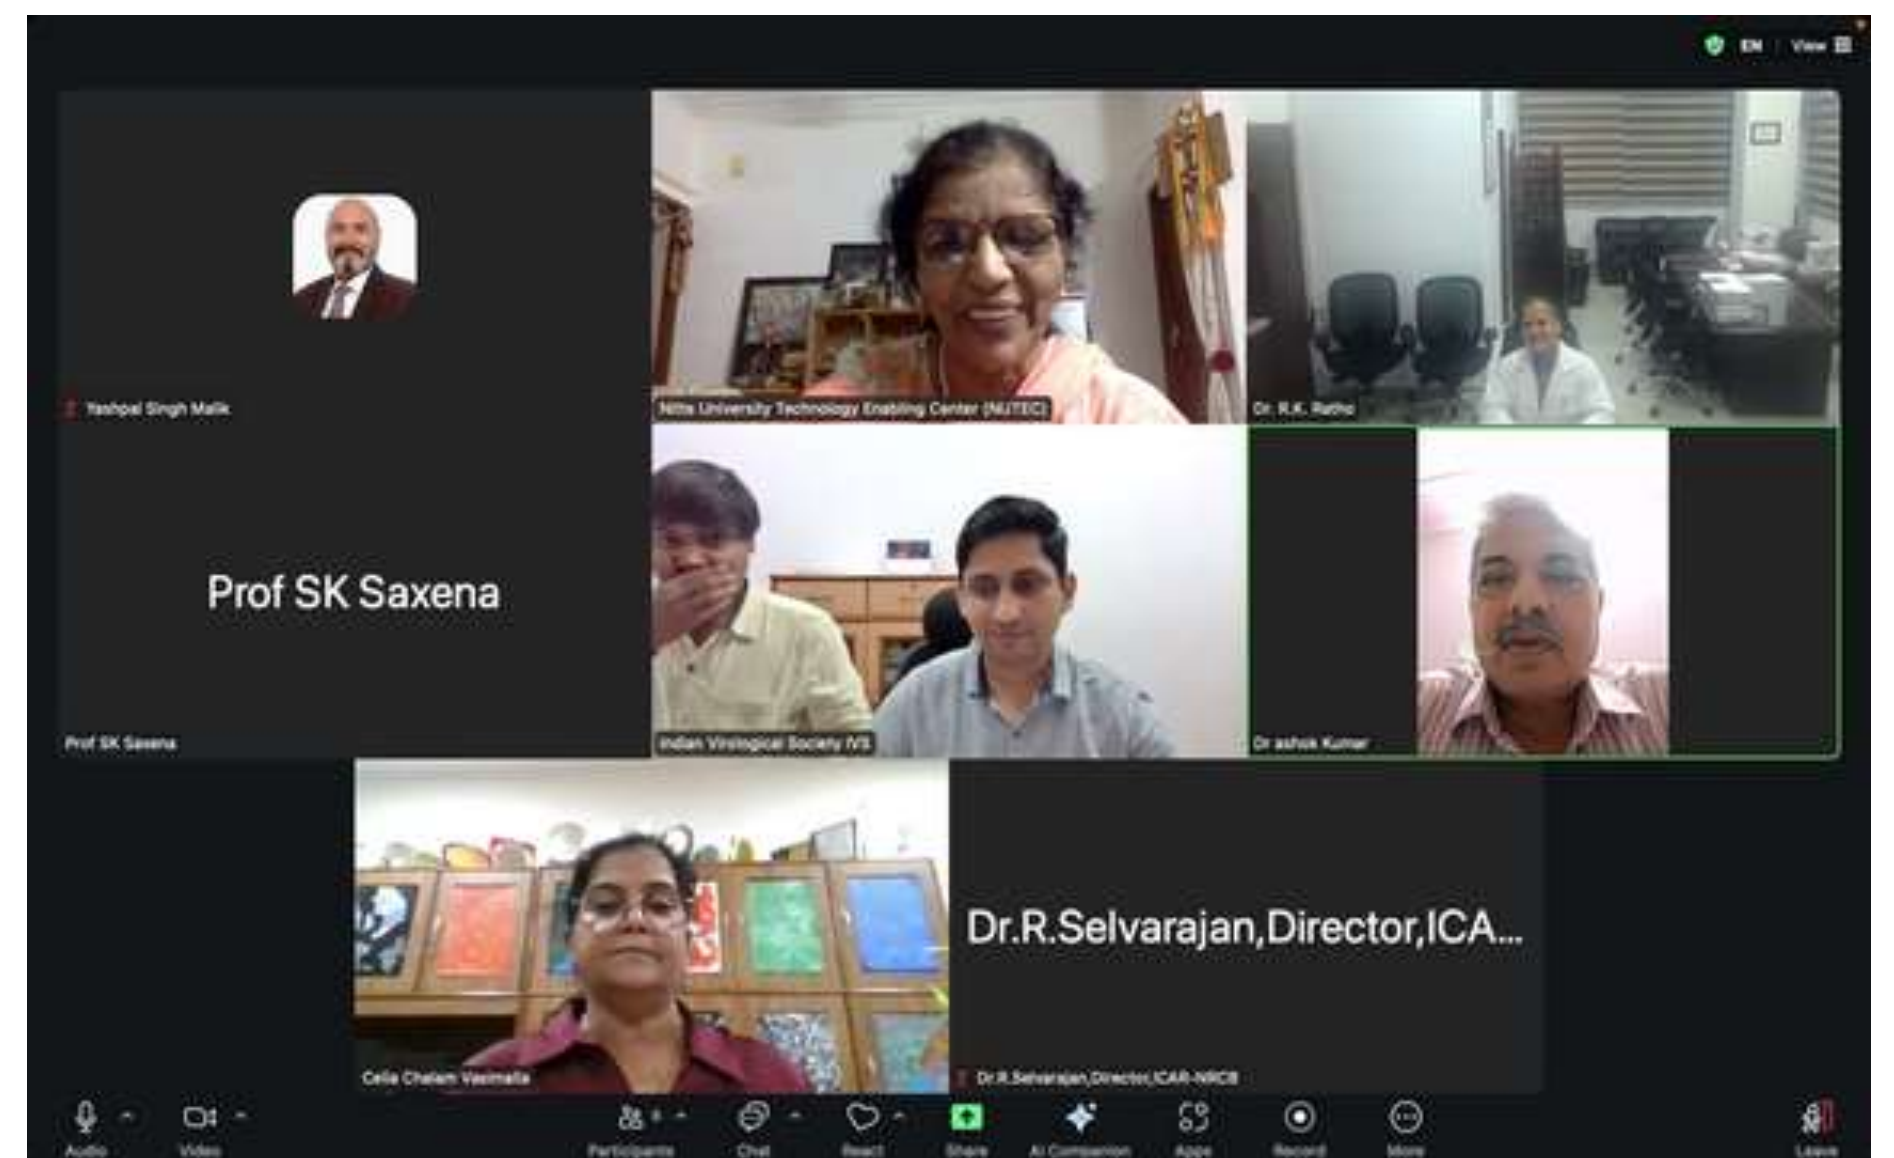 EN View
Yashpal Singh Malik
Nitte University Technology Enabling Center (NUTEC)
Dr. R.K. Ratho
Prof SK Saxena
Prof SK Saxena
Indian Virological Society IVS
Dr ashok Kumar
Dr.R.Selvarajan,Director,ICA...
Celia Chalam Vasimalla
Dr.R.Selvarajan,Director,ICAR-NRCB
Audio Video Participants 8 Chat React Share AI Companion Apps Record More Leave